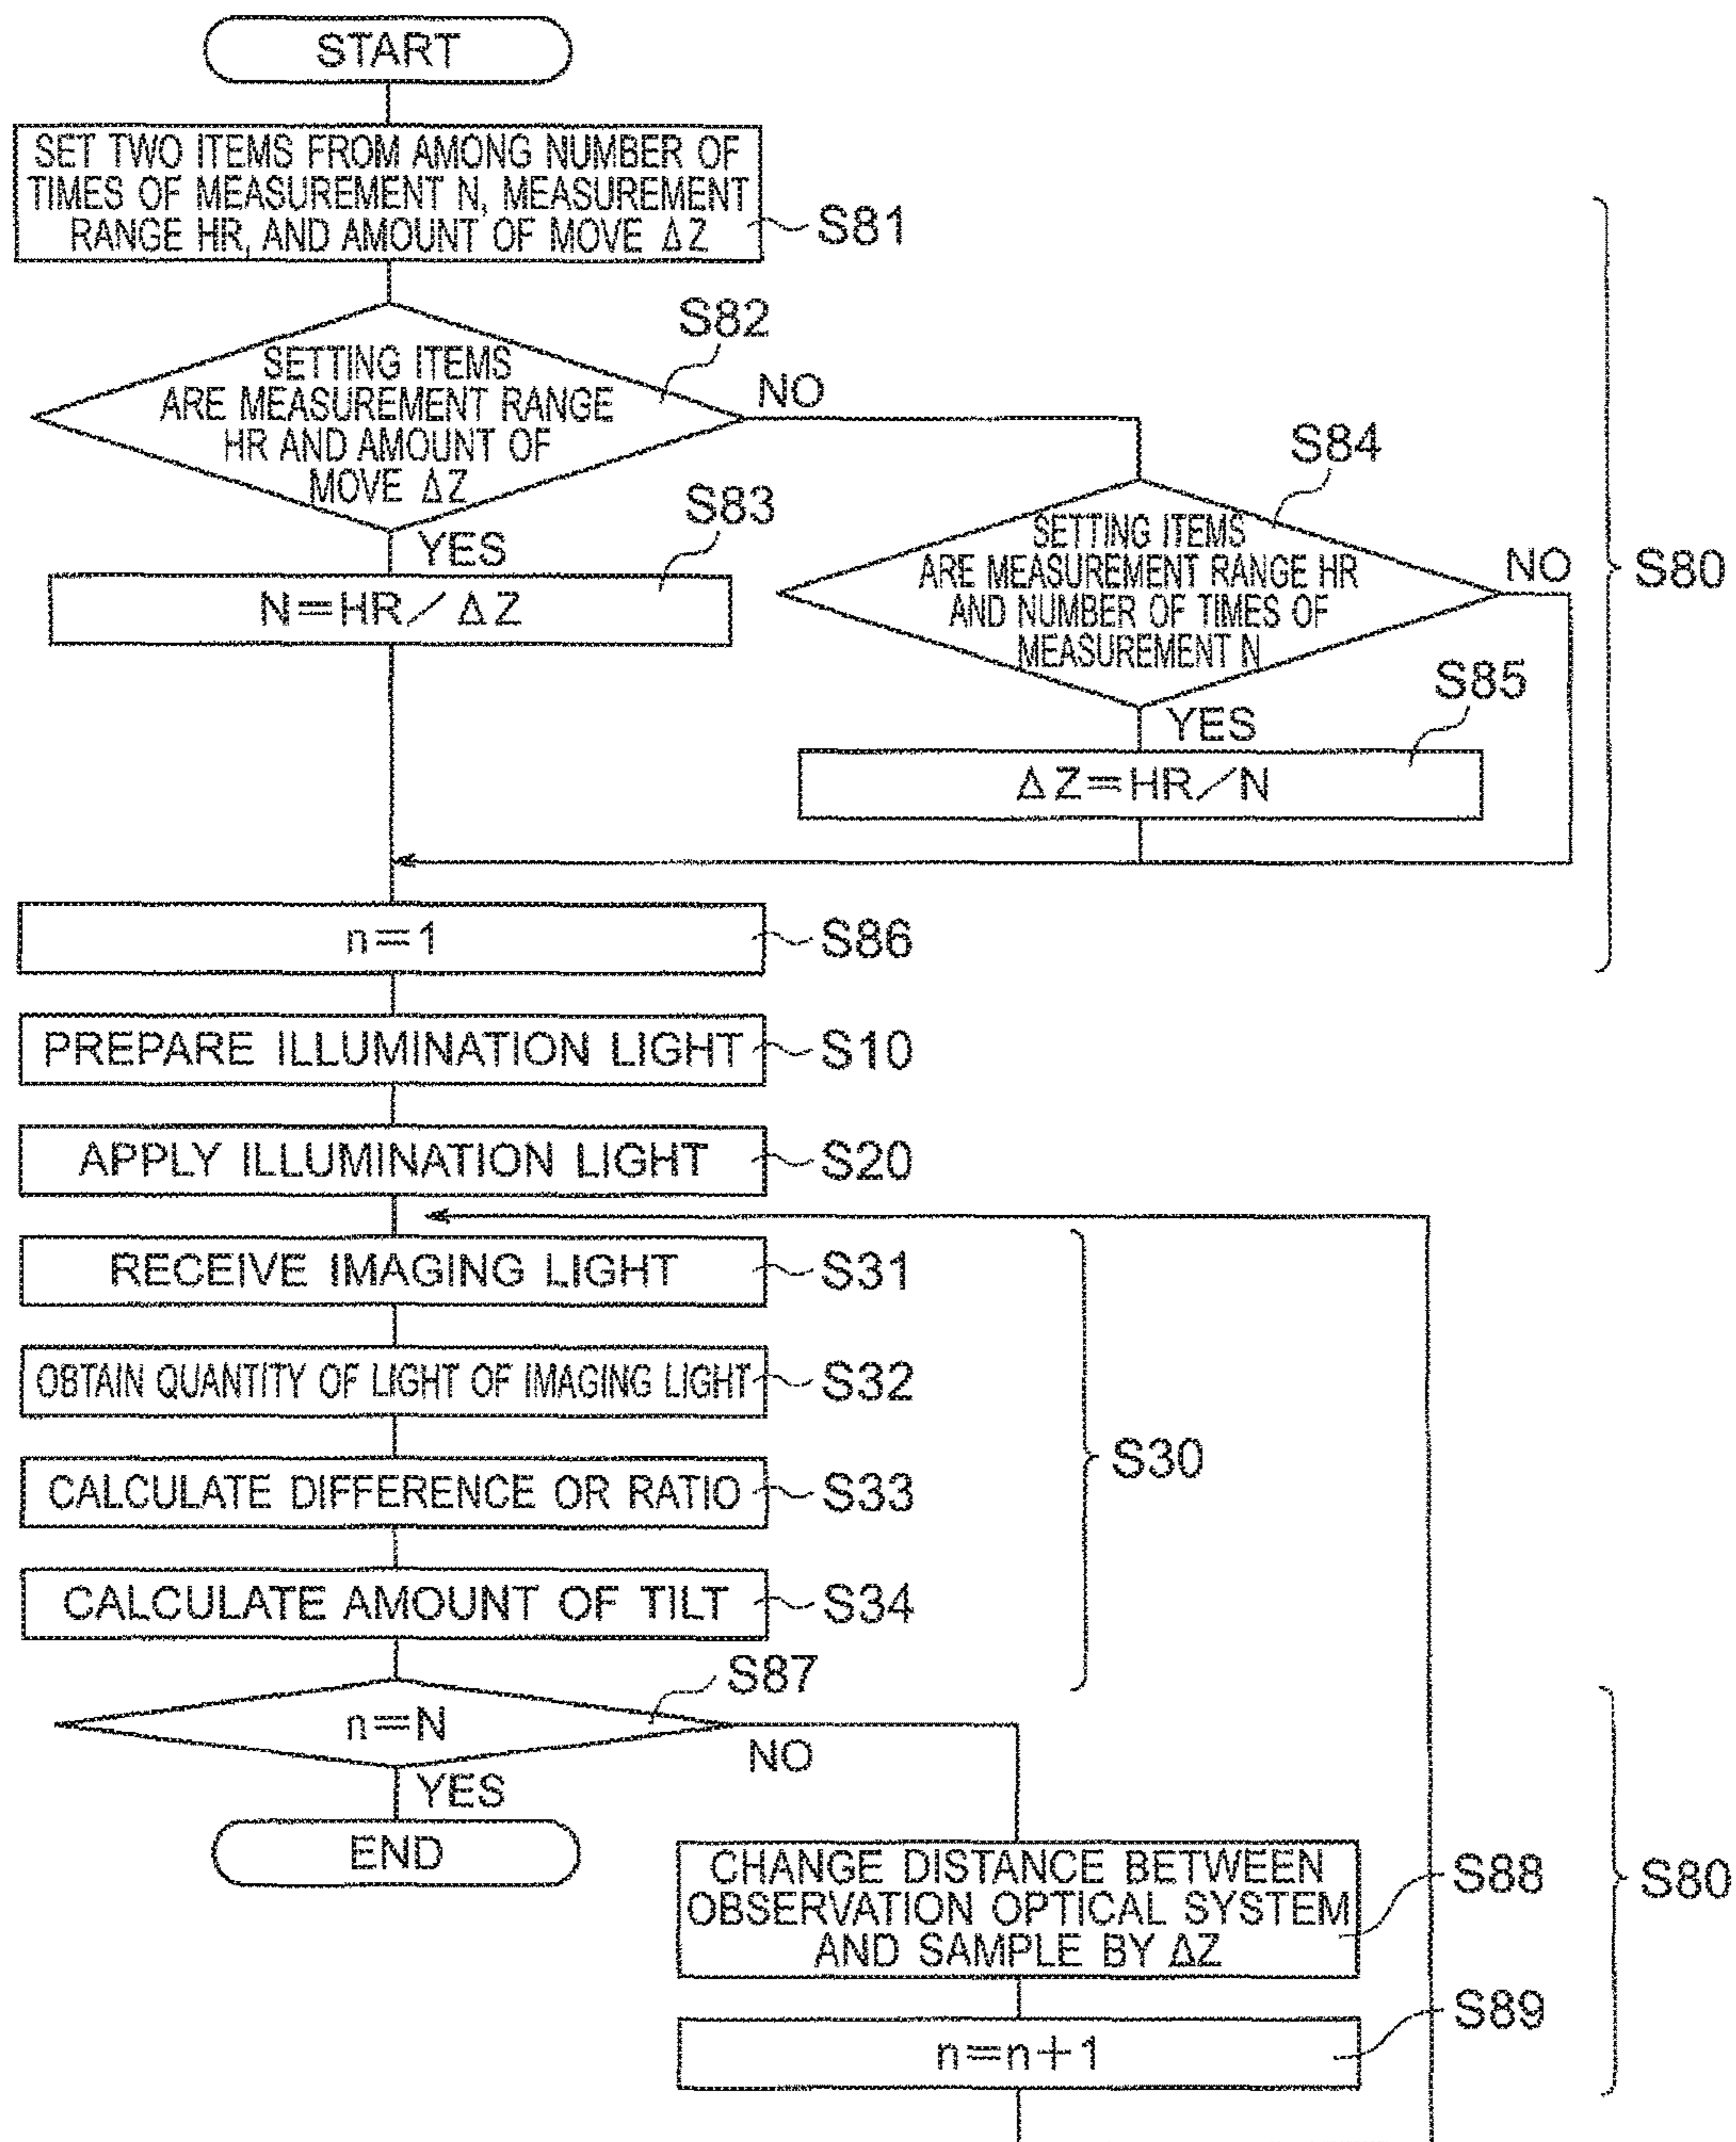 START
SET TWO ITEMS FROM AMONG NUMBER OF
TIMES OF MEASUREMENT N, MEASUREMENT
RANGE HR, AND AMOUNT OF MOVE ΔZ
S81
S82
SETTING ITEMS
ARE MEASUREMENT RANGE
HR AND AMOUNT OF
MOVE ΔZ
NO
YES
S83
N=HR/ΔZ
S84
SETTING ITEMS
ARE MEASUREMENT RANGE HR
AND NUMBER OF TIMES OF
MEASUREMENT N
NO
YES
S85
ΔZ=HR/N
S80
n=1
S86
PREPARE ILLUMINATION LIGHT
S10
APPLY ILLUMINATION LIGHT
S20
RECEIVE IMAGING LIGHT
S31
OBTAIN QUANTITY OF LIGHT OF IMAGING LIGHT
S32
CALCULATE DIFFERENCE OR RATIO
S33
CALCULATE AMOUNT OF TILT
S34
S30
S87
n=N
NO
YES
END
CHANGE DISTANCE BETWEEN
OBSERVATION OPTICAL SYSTEM
AND SAMPLE BY ΔZ
S88
n=n+1
S89
S80